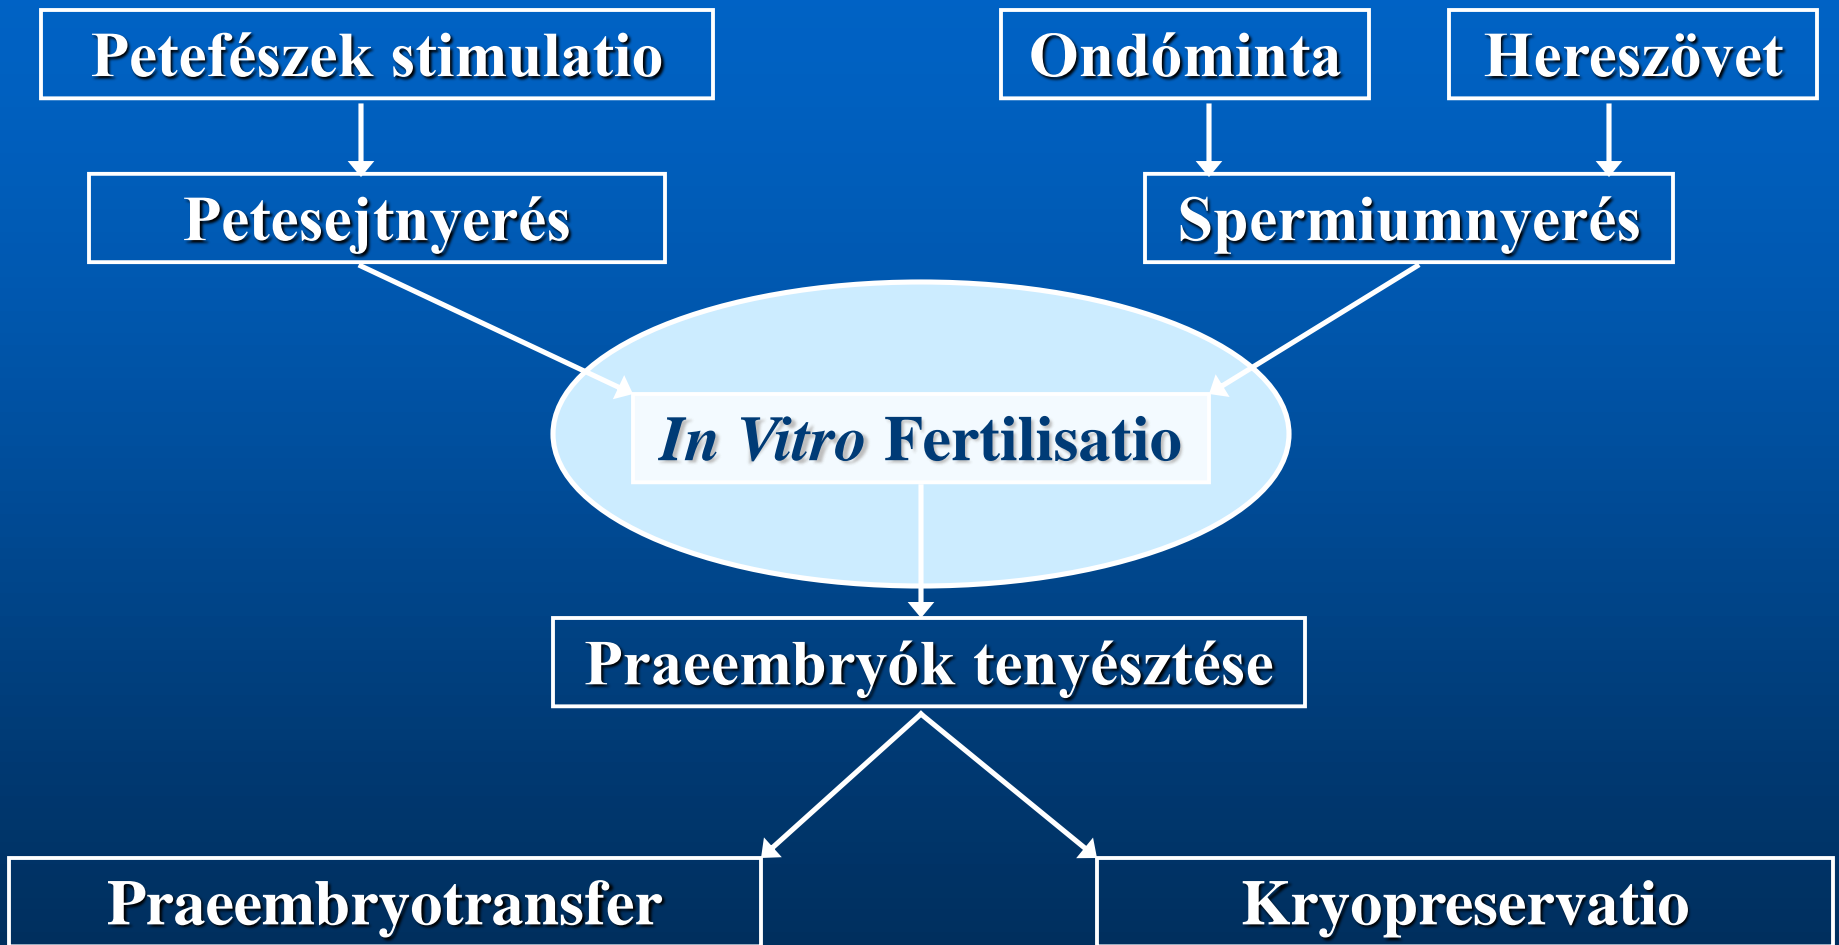 Petefészek stimulatio
Ondóminta
Hereszövet
Petesejtnyerés
Spermiumnyerés
In Vitro Fertilisatio
Praeembryók tenyésztése
Praeembryotransfer
Kryopreservatio